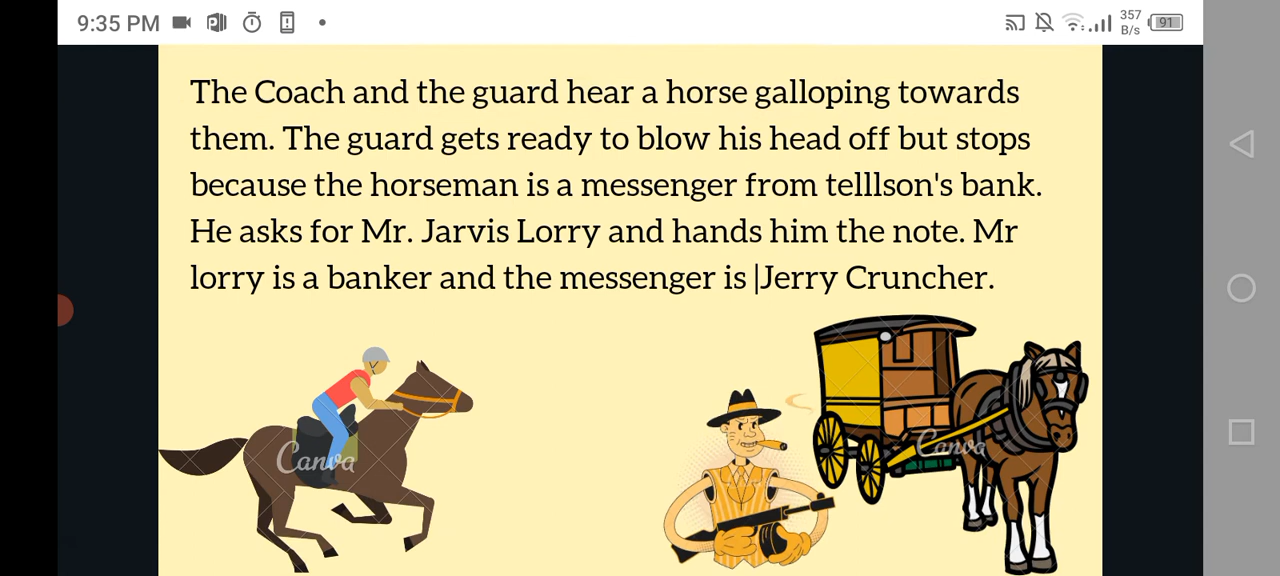 9:35 PM
357
B/s
91
The Coach and the guard hear a horse galloping towards
them. The guard gets ready to blow his head off but stops
because the horseman is a messenger from telllson's bank.
He asks for Mr. Jarvis Lorry and hands him the note. Mr
lorry is a banker and the messenger is |Jerry Cruncher.
Canva
Canva